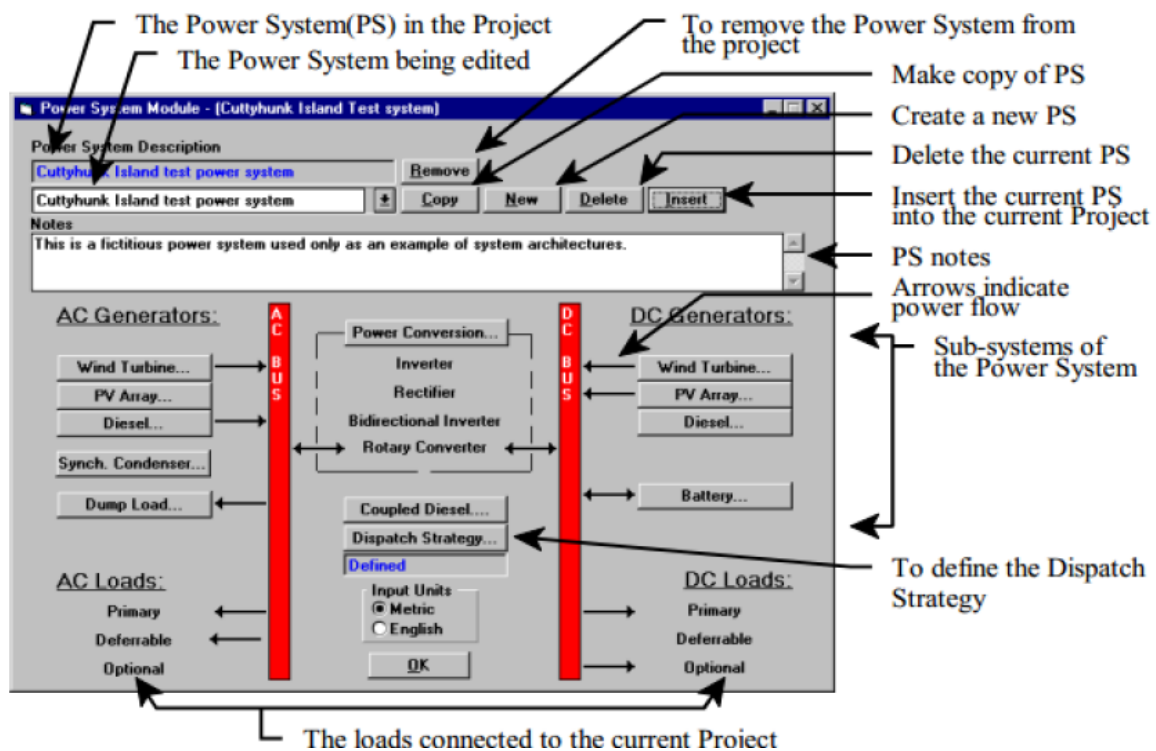 The Power System(PS) in the Project
The Power System being edited
To remove the Power System from
the project
Make copy of PS
Create a new PS
Delete the current PS
Insert the current PS
into the current Project
PS notes
Arrows indicate
power flow
Sub-systems of
the Power System
To define the Dispatch
Strategy
Power System Module - (Cuttyhunk Island Test system)
Power System Description
Cuttyhunk Island test power system
Remove
Cuttyhunk Island test power system
Copy
New
Delete
Insert
Notes
This is a fictitious power system used only as an example of system architectures.
AC Generators:
Wind Turbine...
PV Array...
Diesel...
Synch. Condenser...
Dump Load...
AC Loads:
Primary
Deferrable
Optional
AC BUS
Power Conversion...
Inverter
Rectifier
Bidirectional Inverter
Rotary Converter
Coupled Diesel....
Dispatch Strategy...
Defined
Input Units
Metric
English
OK
DC BUS
DC Generators:
Wind Turbine...
PV Array...
Diesel...
Battery...
DC Loads:
Primary
Deferrable
Optional
The loads connected to the current Project